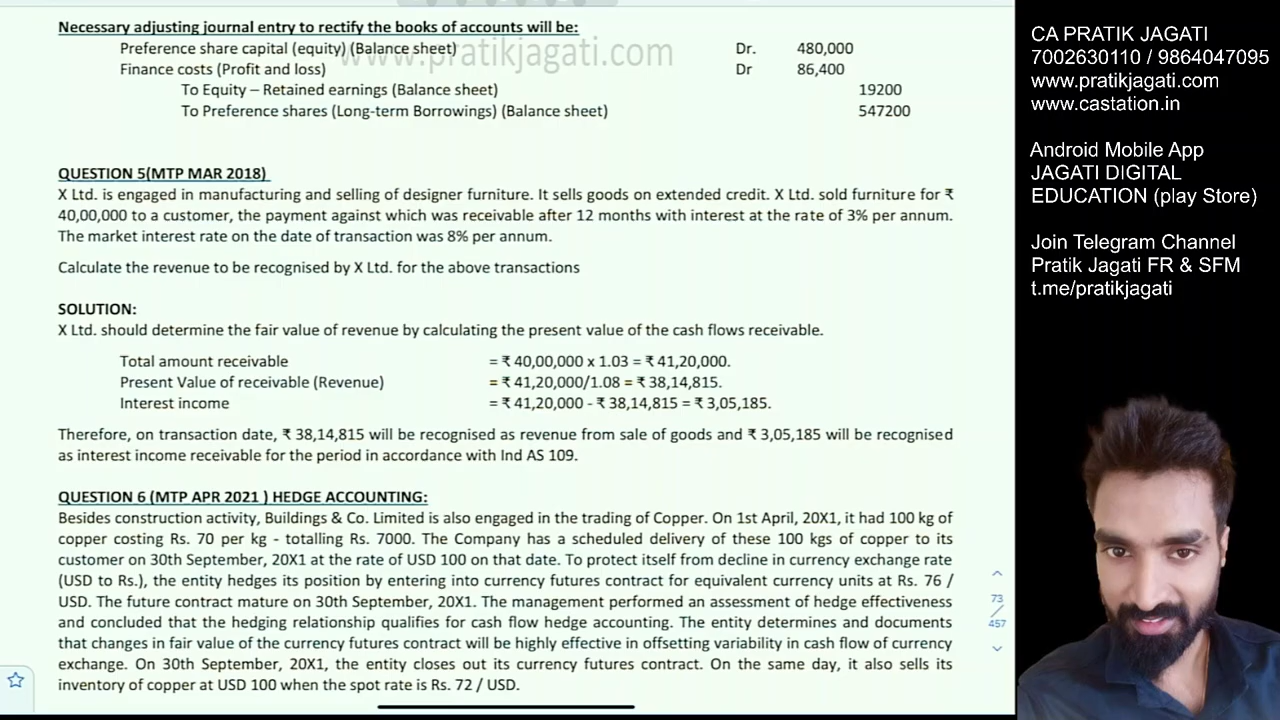 Necessary adjusting journal entry to rectify the books of accounts will be:
Preference share capital (equity) (Balance sheet) Dr. 480,000
Finance costs (Profit and loss) Dr 86,400
To Equity – Retained earnings (Balance sheet) 19200
To Preference shares (Long-term Borrowings) (Balance sheet) 547200
www.pratikjagati.com
QUESTION 5(MTP MAR 2018)
X Ltd. is engaged in manufacturing and selling of designer furniture. It sells goods on extended credit. X Ltd. sold furniture for ₹
40,00,000 to a customer, the payment against which was receivable after 12 months with interest at the rate of 3% per annum.
The market interest rate on the date of transaction was 8% per annum.
Calculate the revenue to be recognised by X Ltd. for the above transactions
SOLUTION:
X Ltd. should determine the fair value of revenue by calculating the present value of the cash flows receivable.
Total amount receivable = ₹ 40,00,000 x 1.03 = ₹ 41,20,000.
Present Value of receivable (Revenue) = ₹ 41,20,000/1.08 = ₹ 38,14,815.
Interest income = ₹ 41,20,000 - ₹ 38,14,815 = ₹ 3,05,185.
Therefore, on transaction date, ₹ 38,14,815 will be recognised as revenue from sale of goods and ₹ 3,05,185 will be recognised
as interest income receivable for the period in accordance with Ind AS 109.
QUESTION 6 (MTP APR 2021 ) HEDGE ACCOUNTING:
Besides construction activity, Buildings & Co. Limited is also engaged in the trading of Copper. On 1st April, 20X1, it had 100 kg of
copper costing Rs. 70 per kg - totalling Rs. 7000. The Company has a scheduled delivery of these 100 kgs of copper to its
customer on 30th September, 20X1 at the rate of USD 100 on that date. To protect itself from decline in currency exchange rate
(USD to Rs.), the entity hedges its position by entering into currency futures contract for equivalent currency units at Rs. 76 /
USD. The future contract mature on 30th September, 20X1. The management performed an assessment of hedge effectiveness
and concluded that the hedging relationship qualifies for cash flow hedge accounting. The entity determines and documents
that changes in fair value of the currency futures contract will be highly effective in offsetting variability in cash flow of currency
exchange. On 30th September, 20X1, the entity closes out its currency futures contract. On the same day, it also sells its
inventory of copper at USD 100 when the spot rate is Rs. 72 / USD.
73
457
CA PRATIK JAGATI
7002630110 / 9864047095
www.pratikjagati.com
www.castation.in
Android Mobile App
JAGATI DIGITAL
EDUCATION (play Store)
Join Telegram Channel
Pratik Jagati FR & SFM
t.me/pratikjagati